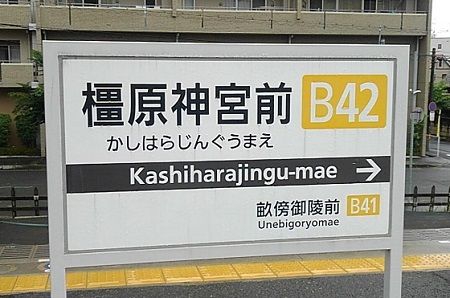 橿原神宮前 B42
かしはらじんぐうまえ
Kashiharajingu-mae →
畝傍御陵前 B41
Unebigoryomae